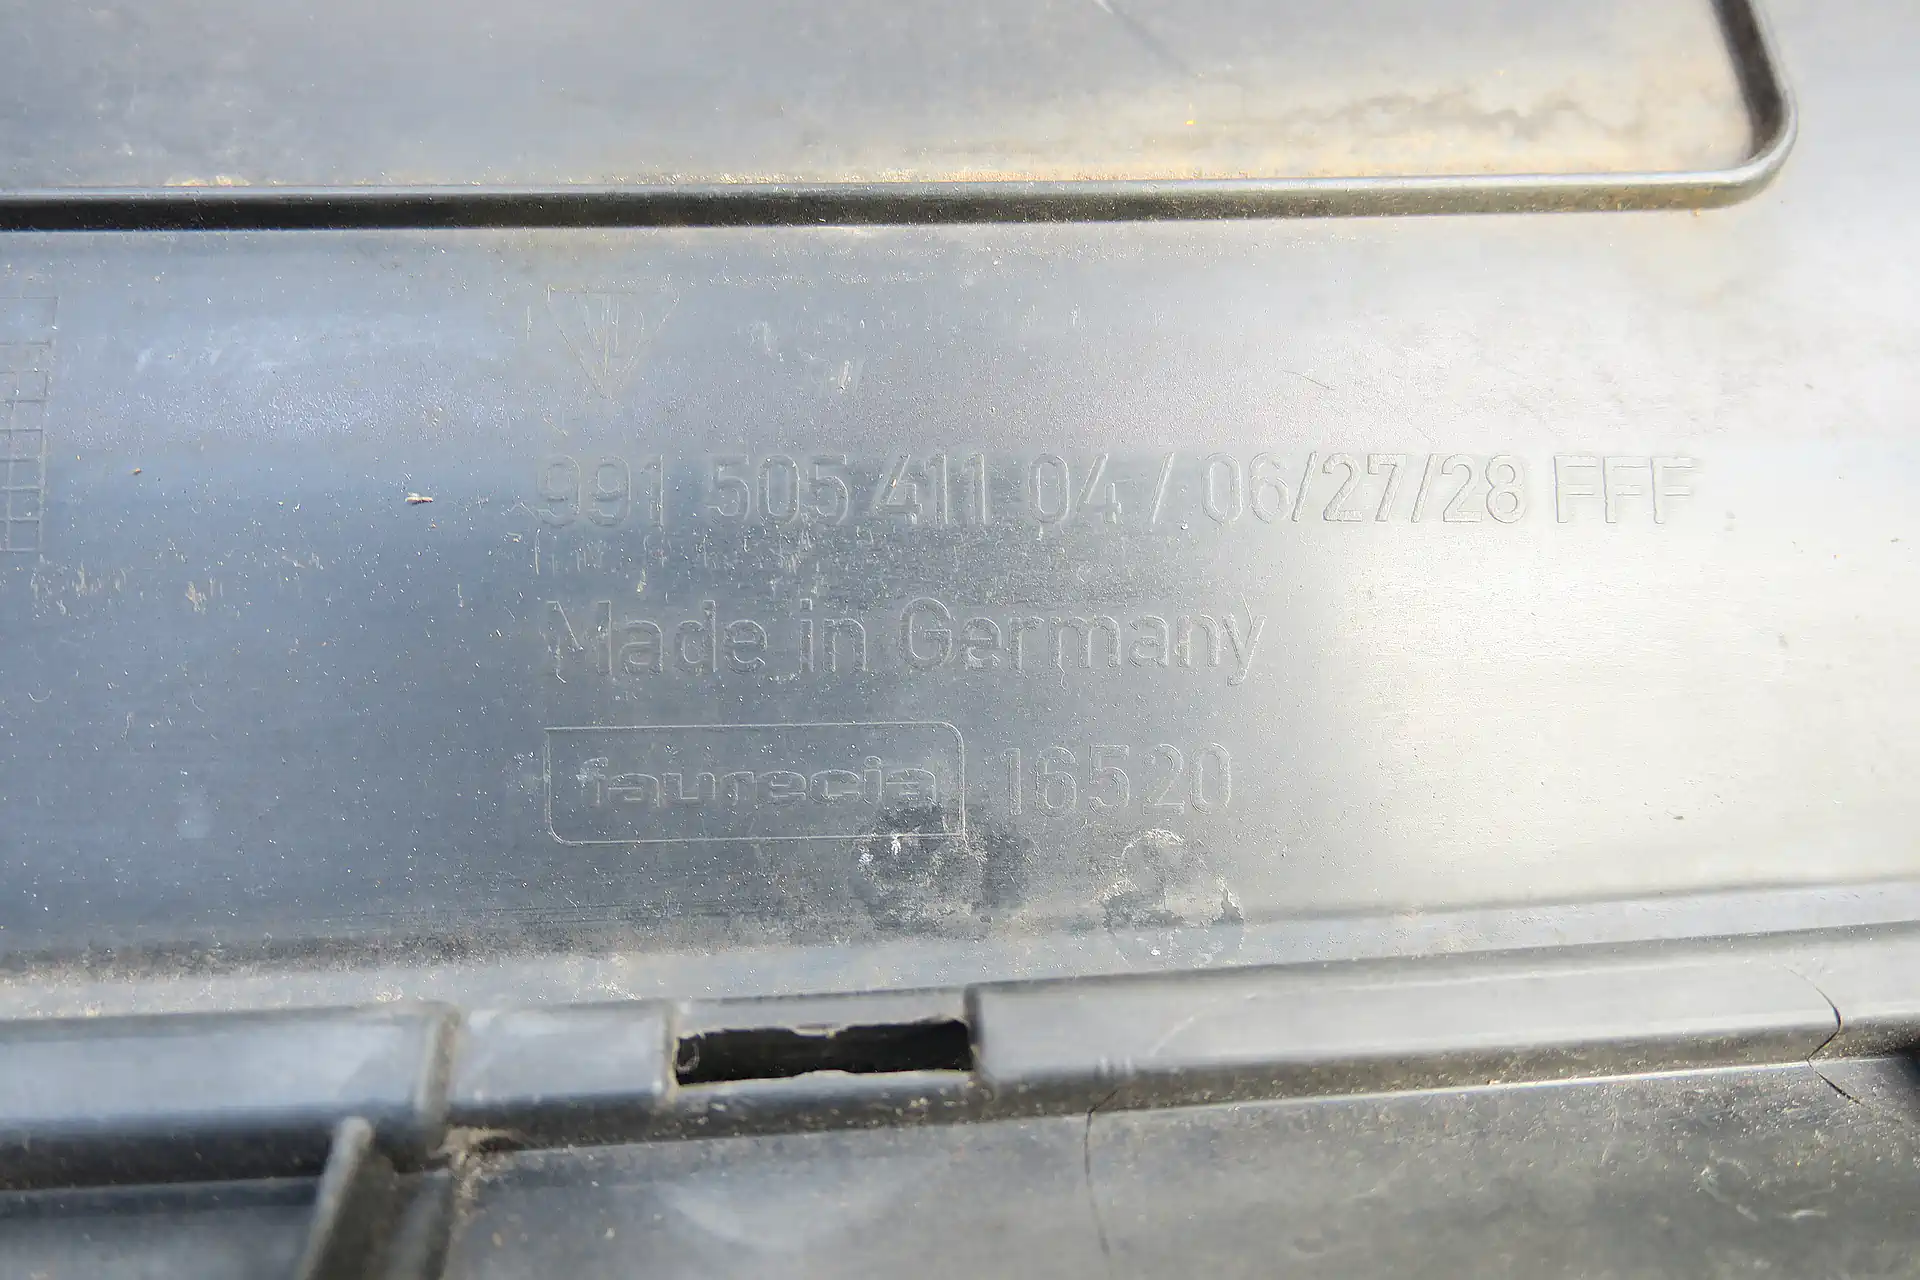 991 505 411 04 / 06/27/28 FFF
Made in Germany
faurecia 16520